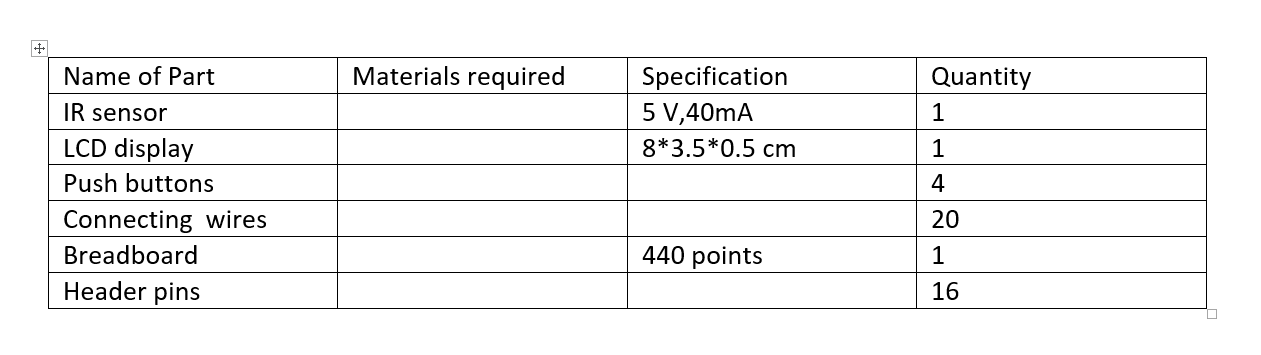 Name of Part Materials required Specification Quantity
IR sensor 5 V,40mA 1
LCD display 8*3.5*0.5 cm 1
Push buttons 4
Connecting  wires 20
Breadboard 440 points 1
Header pins 16